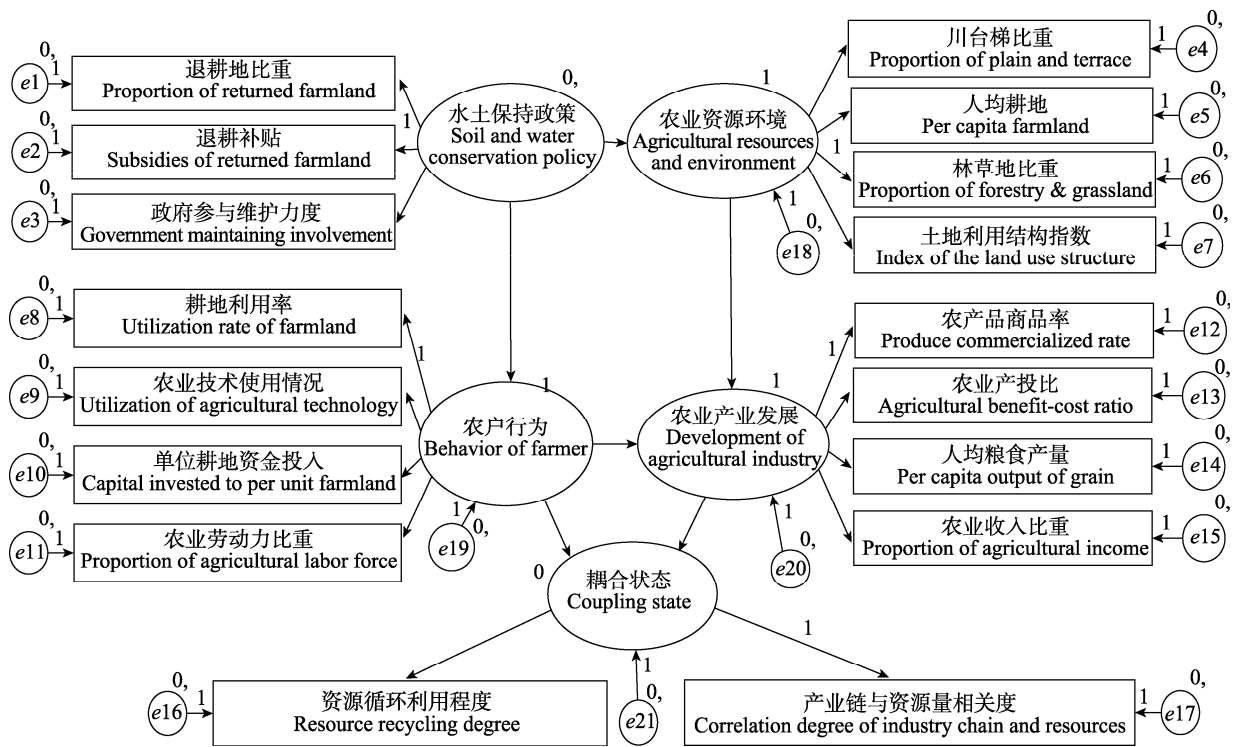 0,
e1
1
退耕地比重
Proportion of returned farmland
0,
e2
1
退耕补贴
Subsidies of returned farmland
0,
e3
1
政府参与维护力度
Government maintaining involvement
0,
水土保持政策
Soil and water
conservation policy
1
1
农业资源环境
Agricultural resources
and environment
1
0,
e18
川台梯比重
Proportion of plain and terrace
1
0,
e4
人均耕地
Per capita farmland
1
0,
e5
1
林草地比重
Proportion of forestry & grassland
1
0,
e6
土地利用结构指数
Index of the land use structure
1
0,
e7
0,
e8
1
耕地利用率
Utilization rate of farmland
1
0,
e9
1
农业技术使用情况
Utilization of agricultural technology
0,
e10
1
单位耕地资金投入
Capital invested to per unit farmland
0,
e11
1
农业劳动力比重
Proportion of agricultural labor force
1
农户行为
Behavior of farmer
1
0,
e19
1
农业产业发展
Development of
agricultural industry
1
0,
e20
1
农产品商品率
Produce commercialized rate
1
0,
e12
农业产投比
Agricultural benefit-cost ratio
1
0,
e13
人均粮食产量
Per capita output of grain
1
0,
e14
农业收入比重
Proportion of agricultural income
1
0,
e15
0
耦合状态
Coupling state
1
0,
e16
1
资源循环利用程度
Resource recycling degree
1
0,
e21
产业链与资源量相关度
Correlation degree of industry chain and resources
1
0,
e17